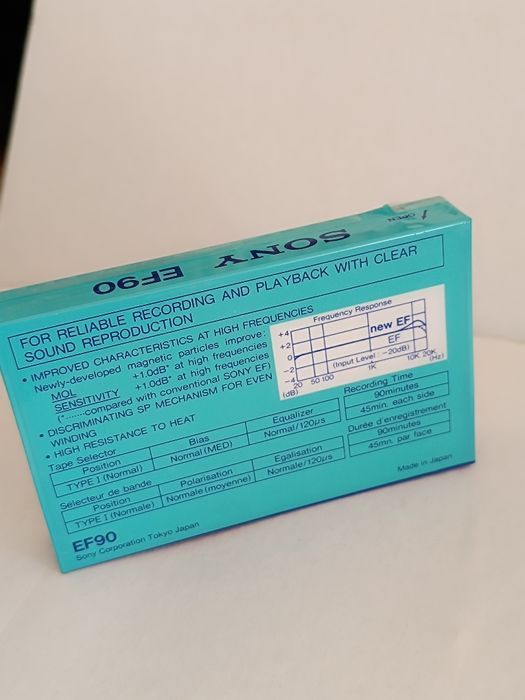 OPEN
SONY EF90
FOR RELIABLE RECORDING AND PLAYBACK WITH CLEAR
SOUND REPRODUCTION
• IMPROVED CHARACTERISTICS AT HIGH FREQUENCIES
Newly-developed magnetic particles improve:
MOL +1.0dB* at high frequencies
SENSITIVITY +1.0dB* at high frequencies
(*·······compared with conventional SONY EF)
• DISCRIMINATING SP MECHANISM FOR EVEN
WINDING
• HIGH RESISTANCE TO HEAT
Frequency Response
+4
+2
0
−2
−4
(dB)
new EF
EF
(Input Level : −20dB)
20 50 100 1K 10K 20K
(Hz)
Tape Selector
Position Bias Equalizer
TYPE I (Normal) Normal (MED) Normal/120μs
Recording Time
90minutes
45min. each side
Sélecteur de bande
Position Polarisation Egalisation
TYPE I (Normale) Normale (moyenne) Normale/120μs
Durée d'enregistrement
90minutes
45mn. par face
EF90
Sony Corporation Tokyo Japan
Made in Japan